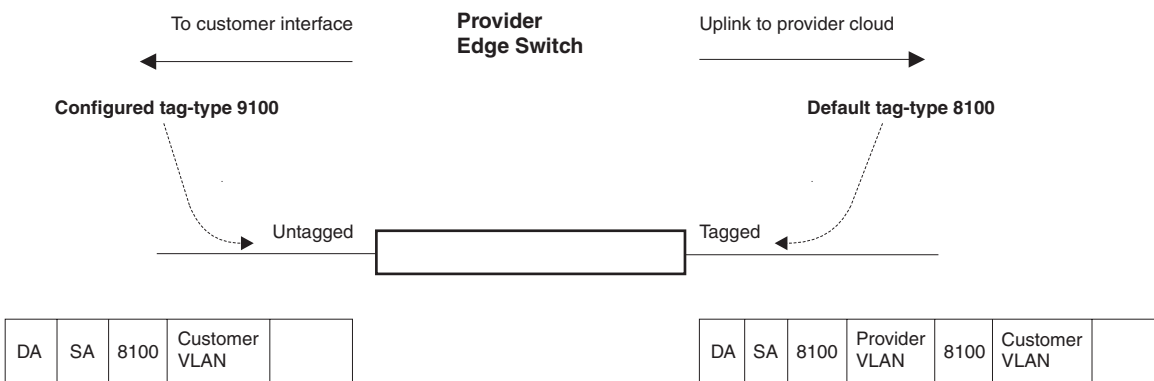 To customer interface
Provider
Edge Switch
Uplink to provider cloud
Configured tag-type 9100
Default tag-type 8100
Untagged
Tagged
DA
SA
8100
Customer
VLAN
DA
SA
8100
Provider
VLAN
8100
Customer
VLAN